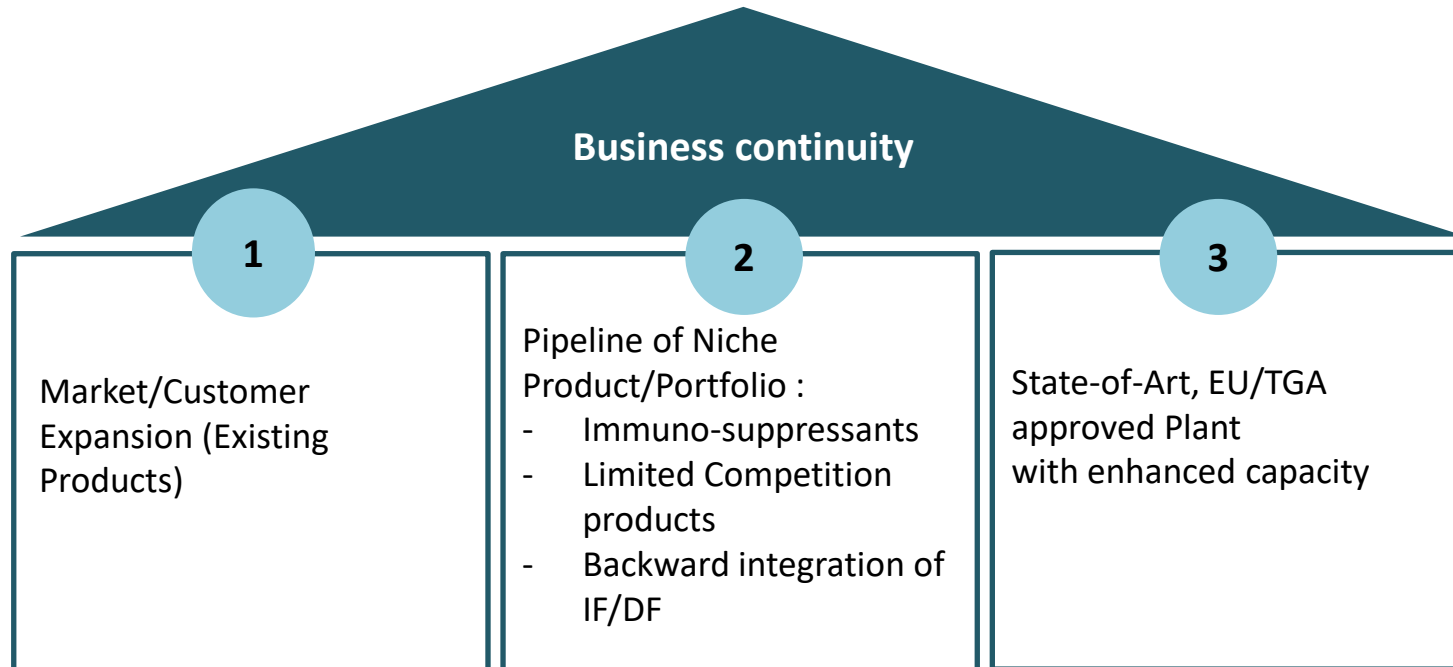 Business continuity
1
Market/Customer
Expansion (Existing
Products)
2
Pipeline of Niche
Product/Portfolio :
- Immuno-suppressants
- Limited Competition
products
- Backward integration of
IF/DF
3
State-of-Art, EU/TGA
approved Plant
with enhanced capacity